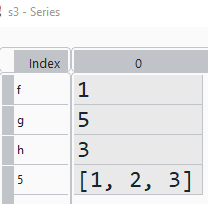 s3 - Series
Index 0
f 1
g 5
h 3
5 [1, 2, 3]